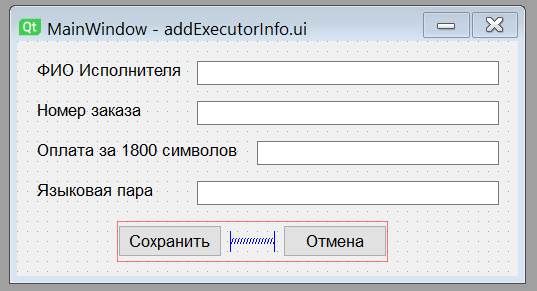 Qt MainWindow - addExecutorInfo.ui
ФИО Исполнителя
Номер заказа
Оплата за 1800 символов
Языковая пара
Сохранить Отмена